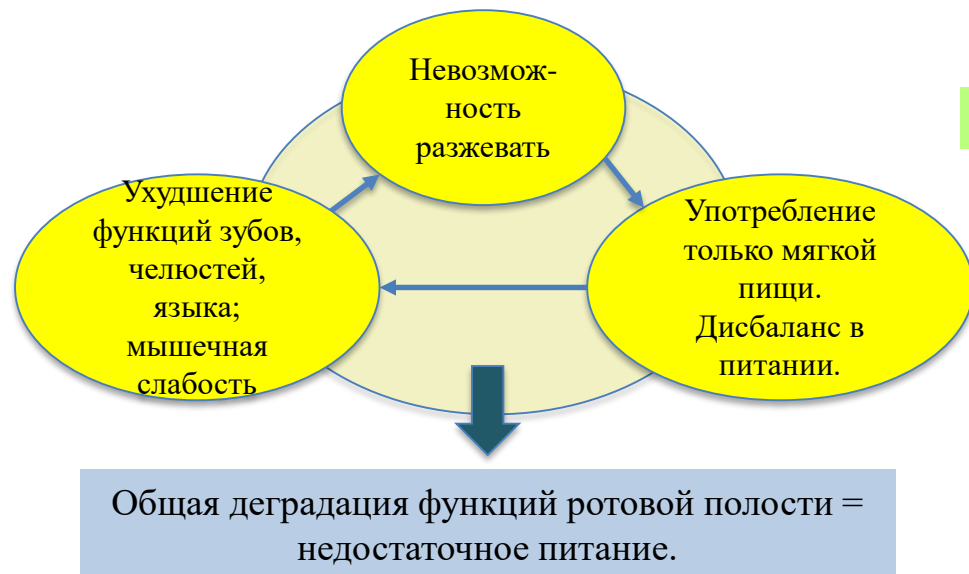 Невозмож-
ность
разжевать
Ухудшение
функций зубов,
челюстей,
языка;
мышечная
слабость
Употребление
только мягкой
пищи.
Дисбаланс в
питании.
Общая деградация функций ротовой полости =
недостаточное питание.